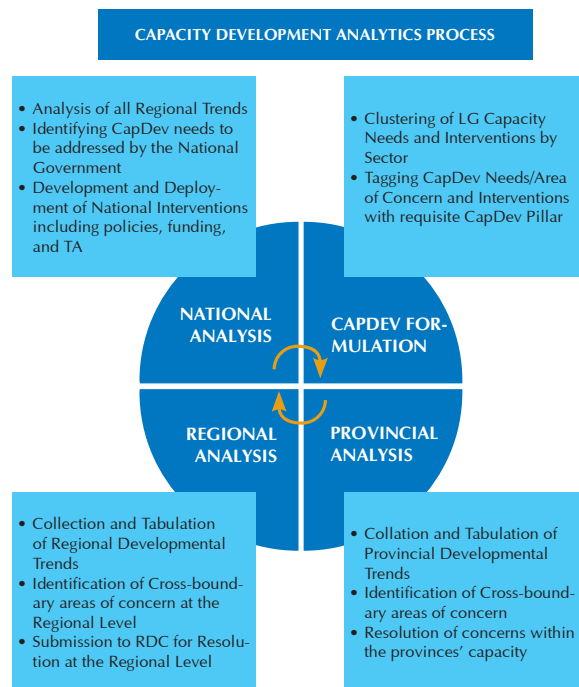 CAPACITY DEVELOPMENT ANALYTICS PROCESS
• Analysis of all Regional Trends
• Identifying CapDev needs to
be addressed by the National
Government
• Development and Deploy-
ment of National Interventions
including policies, funding,
and TA
• Clustering of LG Capacity
Needs and Interventions by
Sector
• Tagging CapDev Needs/Area
of Concern and Interventions
with requisite CapDev Pillar
NATIONAL
ANALYSIS
CAPDEV FOR-
MULATION
REGIONAL
ANALYSIS
PROVINCIAL
ANALYSIS
• Collection and Tabulation
of Regional Developmental
Trends
• Identification of Cross-bound-
ary areas of concern at the
Regional Level
• Submission to RDC for Resolu-
tion at the Regional Level
• Collation and Tabulation of
Provincial Developmental
Trends
• Identification of Cross-bound-
ary areas of concern
• Resolution of concerns within
the provinces’ capacity